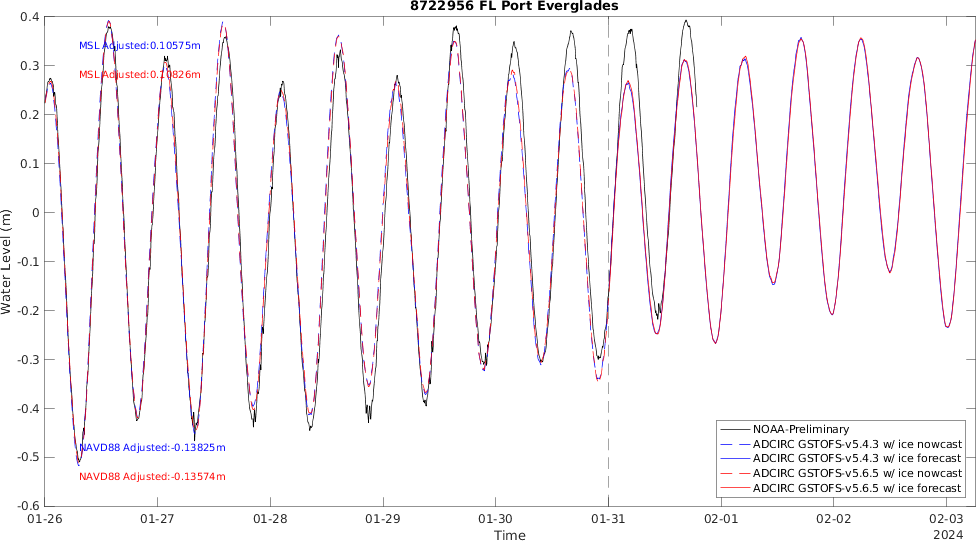 8722956 FL Port Everglades
0.4
0.3
0.2
0.1
0
-0.1
-0.2
-0.3
-0.4
-0.5
-0.6
Water Level (m)
MSL Adjusted:0.10575m
MSL Adjusted:0.10826m
NAVD88 Adjusted:-0.13825m
NAVD88 Adjusted:-0.13574m
NOAA-Preliminary
ADCIRC GSTOFS-v5.4.3 w/ ice nowcast
ADCIRC GSTOFS-v5.4.3 w/ ice forecast
ADCIRC GSTOFS-v5.6.5 w/ ice nowcast
ADCIRC GSTOFS-v5.6.5 w/ ice forecast
01-26 01-27 01-28 01-29 01-30 01-31 02-01 02-02 02-03
Time
2024